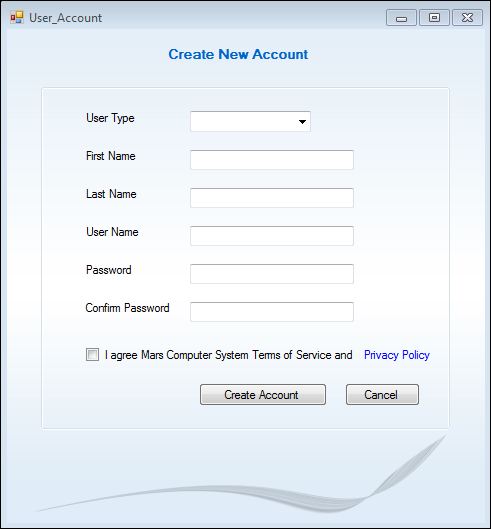 User_Account
Create New Account
User Type
First Name
Last Name
User Name
Password
Confirm Password
I agree Mars Computer System Terms of Service and Privacy Policy
Create Account Cancel